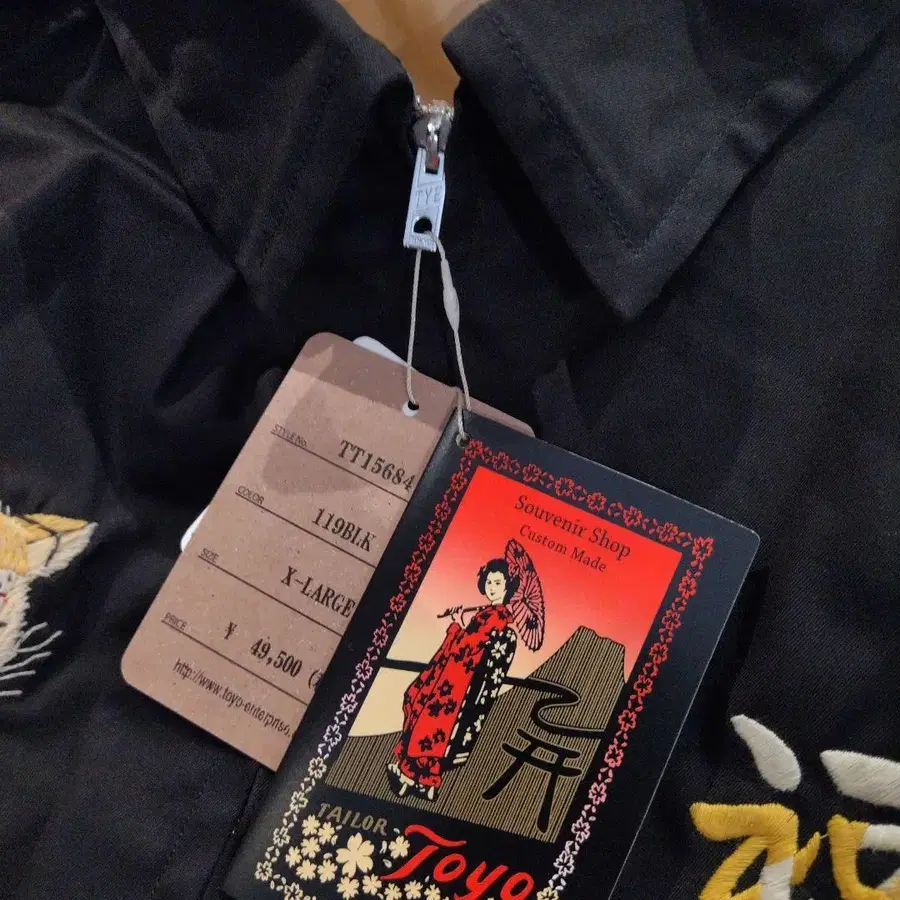 TYE
STYLE No.
TT15684
COLOR
119BLK
SIZE
X-LARGE
PRICE
¥ 49,500
http://www.toyo-enterprise.
Souvenir Shop
Custom Made
TAILOR
Toyo